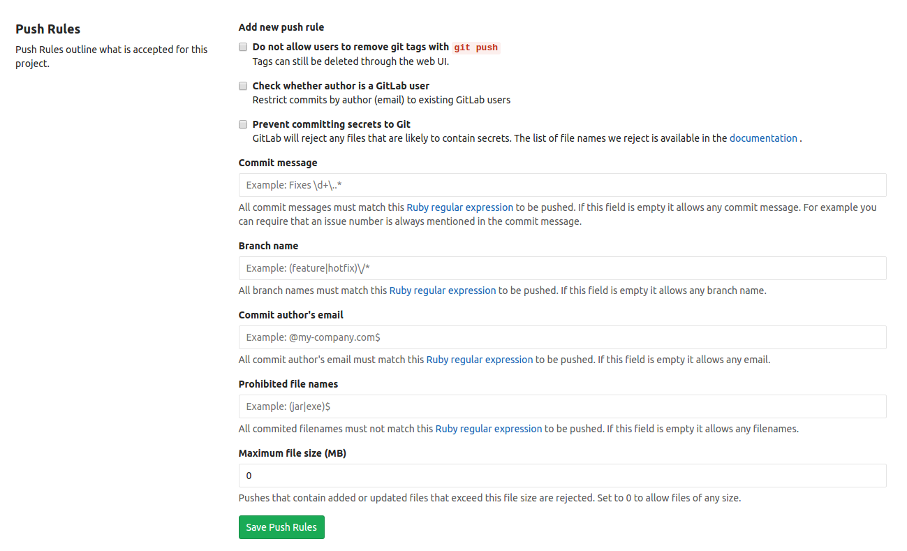 Push Rules
Push Rules outline what is accepted for this
project.
Add new push rule
Do not allow users to remove git tags with git push
Tags can still be deleted through the web UI.
Check whether author is a GitLab user
Restrict commits by author (email) to existing GitLab users
Prevent committing secrets to Git
GitLab will reject any files that are likely to contain secrets. The list of file names we reject is available in the documentation .
Commit message
Example: Fixes \d+\..*
All commit messages must match this Ruby regular expression to be pushed. If this field is empty it allows any commit message. For example you
can require that an issue number is always mentioned in the commit message.
Branch name
Example: (feature|hotfix)\/*
All branch names must match this Ruby regular expression to be pushed. If this field is empty it allows any branch name.
Commit author's email
Example: @my-company.com$
All commit author's email must match this Ruby regular expression to be pushed. If this field is empty it allows any email.
Prohibited file names
Example: (jar|exe)$
All commited filenames must not match this Ruby regular expression to be pushed. If this field is empty it allows any filenames.
Maximum file size (MB)
0
Pushes that contain added or updated files that exceed this file size are rejected. Set to 0 to allow files of any size.
Save Push Rules